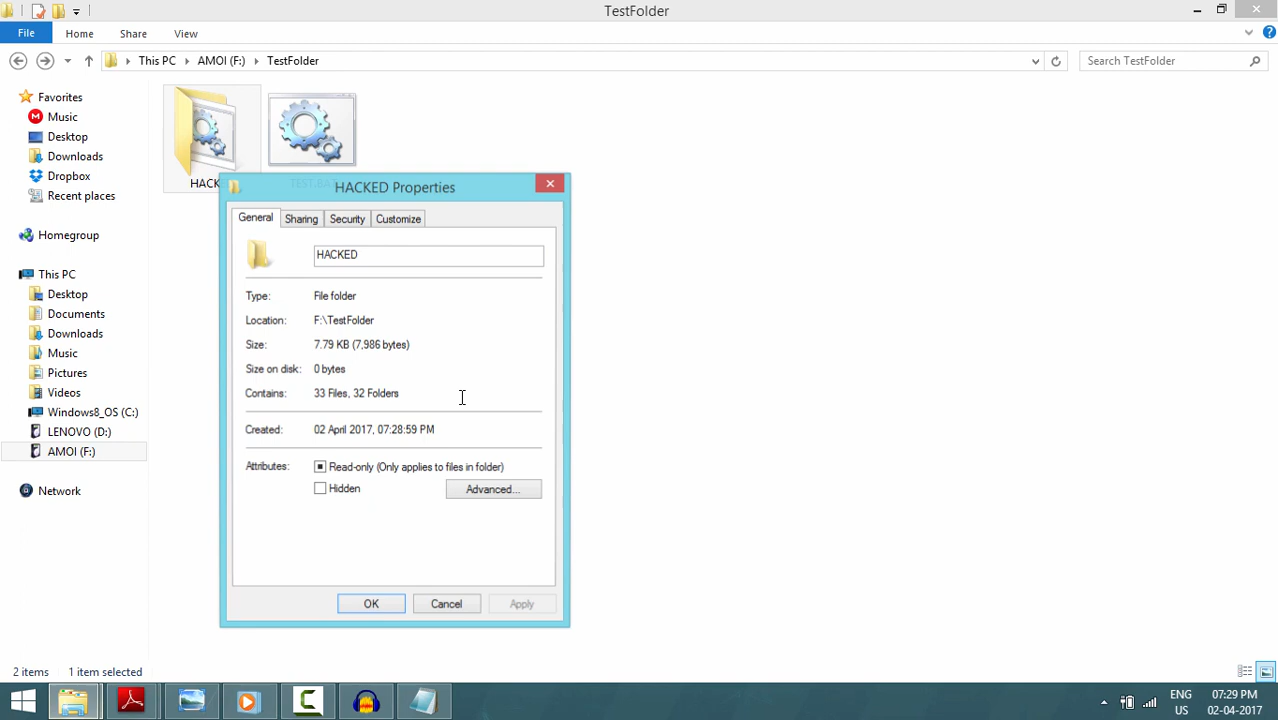 TestFolder
File Home Share View
This PC AMOI (F:) TestFolder
Search TestFolder
Favorites
Music
Desktop
Downloads
Dropbox
Recent places
Homegroup
This PC
Desktop
Documents
Downloads
Music
Pictures
Videos
Windows8_OS (C:)
LENOVO (D:)
AMOI (F:)
Network
HACK
HACKED Properties
General Sharing Security Customize
HACKED
Type: File folder
Location: F:\TestFolder
Size: 7.79 KB (7,986 bytes)
Size on disk: 0 bytes
Contains: 33 Files, 32 Folders
Created: 02 April 2017, 07:28:59 PM
Attributes: Read-only (Only applies to files in folder)
Hidden Advanced...
OK Cancel Apply
2 items 1 item selected
ENG 07:29 PM
US 02-04-2017